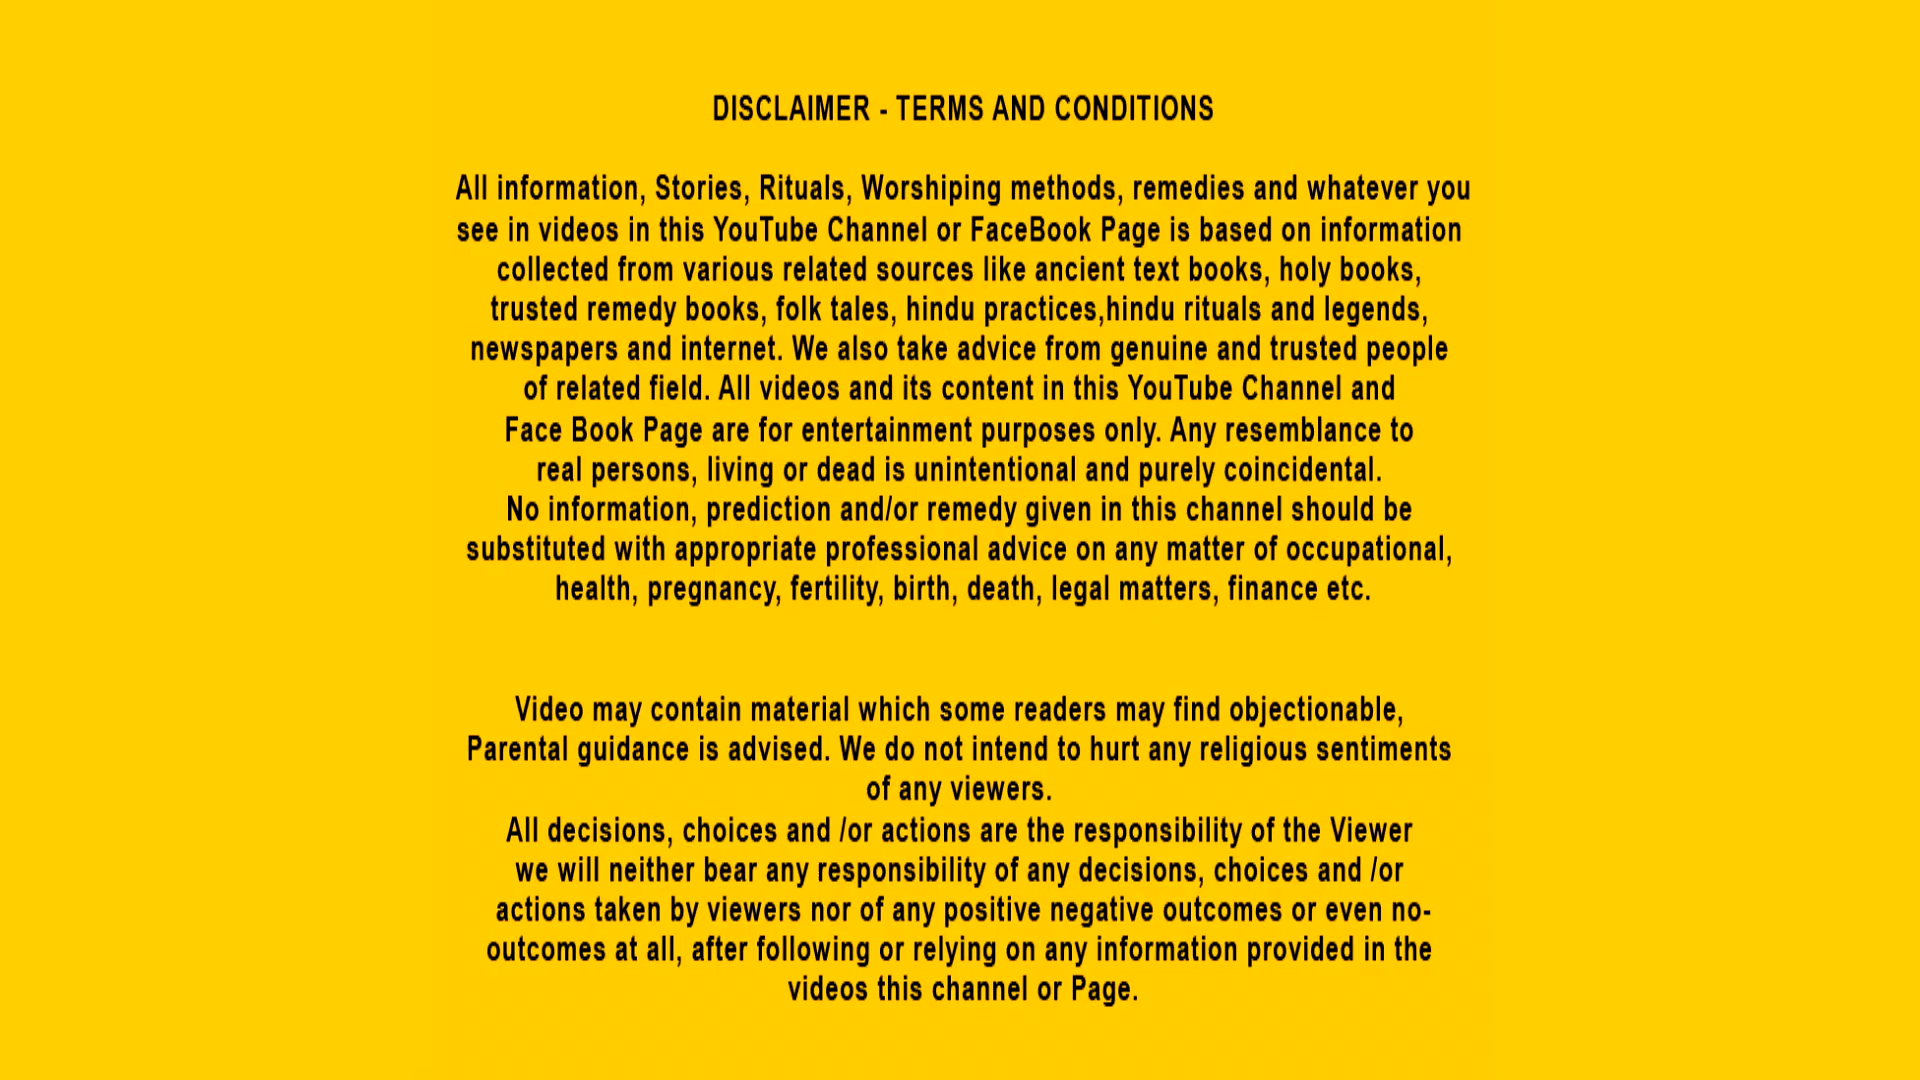 DISCLAIMER - TERMS AND CONDITIONS
All information, Stories, Rituals, Worshiping methods, remedies and whatever you
see in videos in this YouTube Channel or FaceBook Page is based on information
collected from various related sources like ancient text books, holy books,
trusted remedy books, folk tales, hindu practices,hindu rituals and legends,
newspapers and internet. We also take advice from genuine and trusted people
of related field. All videos and its content in this YouTube Channel and
Face Book Page are for entertainment purposes only. Any resemblance to
real persons, living or dead is unintentional and purely coincidental.
No information, prediction and/or remedy given in this channel should be
substituted with appropriate professional advice on any matter of occupational,
health, pregnancy, fertility, birth, death, legal matters, finance etc.
Video may contain material which some readers may find objectionable,
Parental guidance is advised. We do not intend to hurt any religious sentiments
of any viewers.
All decisions, choices and /or actions are the responsibility of the Viewer
we will neither bear any responsibility of any decisions, choices and /or
actions taken by viewers nor of any positive negative outcomes or even no-
outcomes at all, after following or relying on any information provided in the
videos this channel or Page.